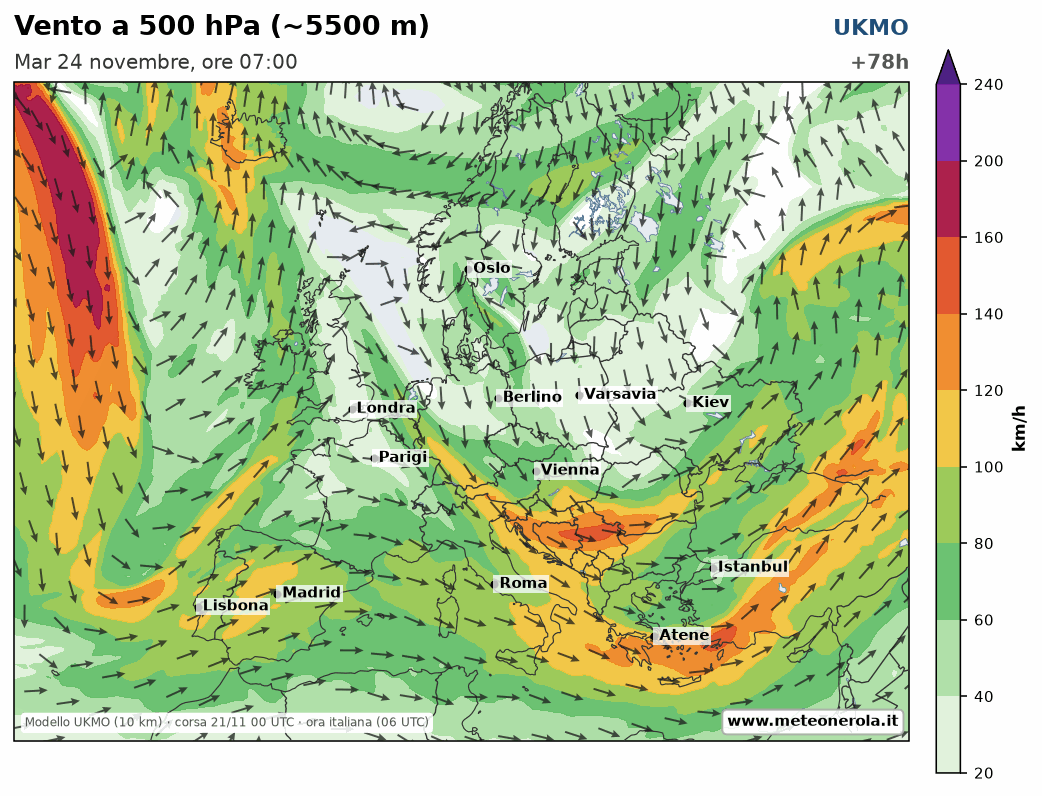 Vento a 500 hPa (~5500 m)
UKMO
Mar 24 novembre, ore 07:00
+78h
240
200
160
140
120
100
80
60
40
20
km/h
Oslo
Berlino
Varsavia
Kiev
Londra
Parigi
Vienna
Istanbul
Roma
Madrid
Lisbona
Atene
Modello UKMO (10 km) · corsa 21/11 00 UTC · ora italiana (06 UTC)
www.meteonerola.it